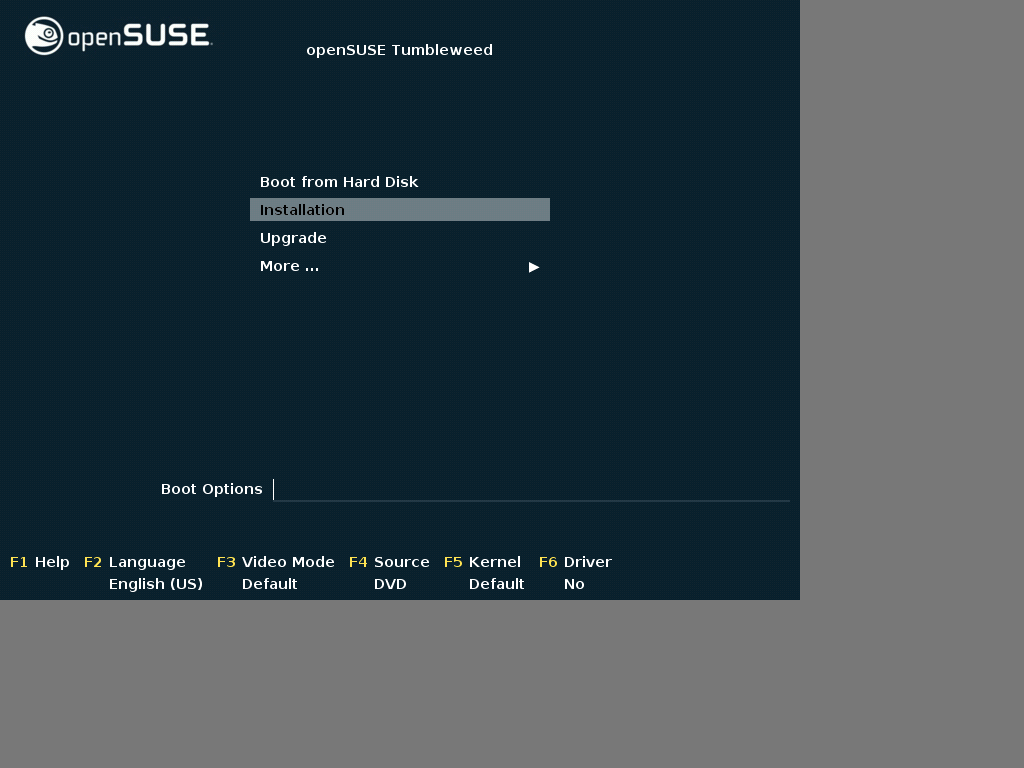 openSUSE
openSUSE Tumbleweed
Boot from Hard Disk
Installation
Upgrade
More ...
Boot Options
F1 Help F2 Language F3 Video Mode F4 Source F5 Kernel F6 Driver
English (US) Default DVD Default No